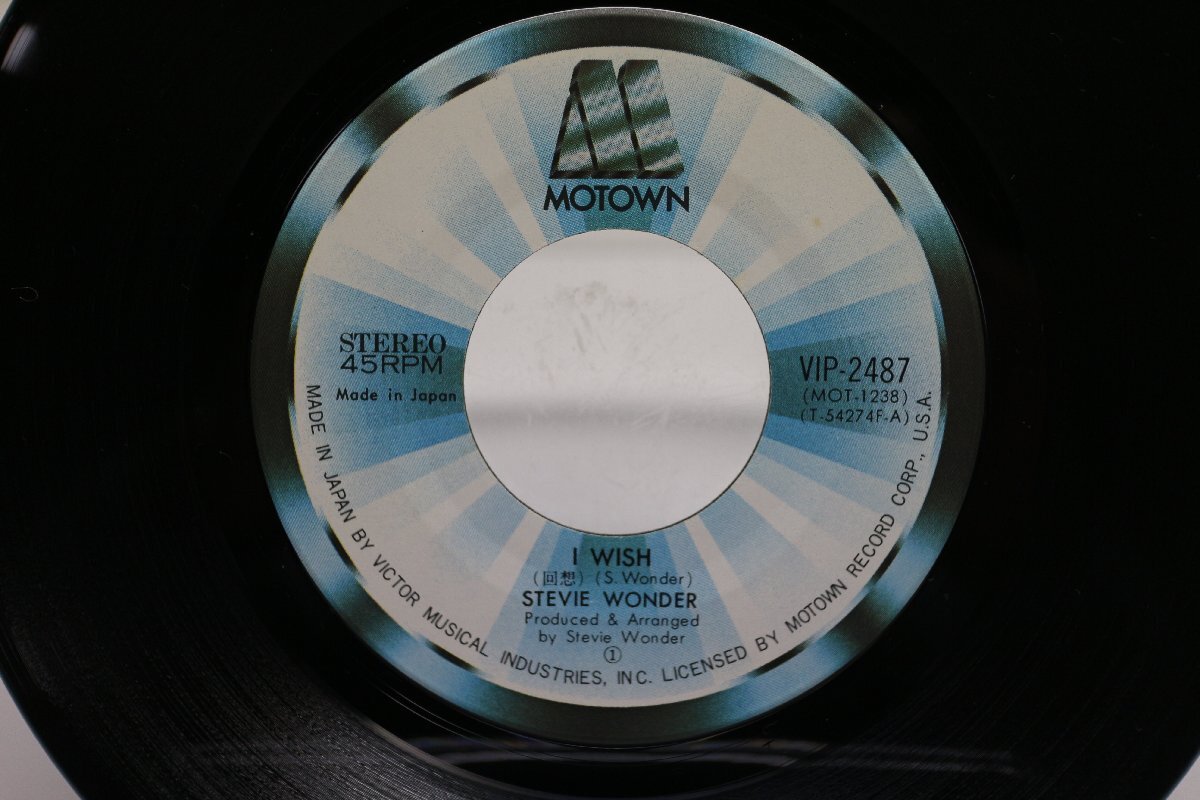 MOTOWN
STEREO
45RPM
Made in Japan
VIP-2487
(MOT-1238)
(T-54274F-A)
I WISH
(回想) (S. Wonder)
STEVIE WONDER
Produced & Arranged
by Stevie Wonder
①
MADE IN JAPAN BY VICTOR MUSICAL INDUSTRIES, INC. LICENSED BY MOTOWN RECORD CORP., U.S.A.